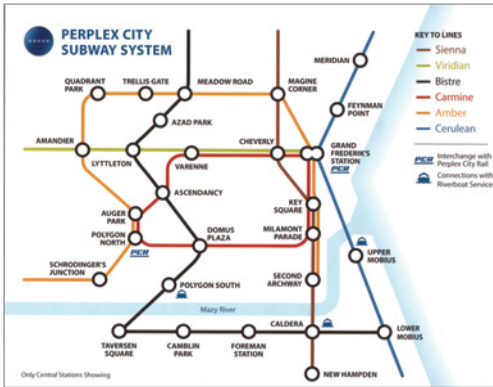 PERPLEX CITY
SUBWAY SYSTEM
KEY TO LINES
Sienna
Viridian
Bistre
Carmine
Amber
Cerulean
Interchange with
Perplex City Rail
PCR
Connections with
Riverboat Service
MERIDIAN
QUADRANT
PARK
TRELLIS GATE
MEADOW ROAD
MAGINE
CORNER
FEYNMAN
POINT
AZAD PARK
AMANDIER
LYTTLETON
VARENNE
CHEVERLY
GRAND
FREDERIK'S
STATION
PCR
ASCENDANCY
KEY
SQUARE
AUGER
PARK
POLYGON
NORTH
PCR
DOMUS
PLAZA
MILAMONT
PARADE
UPPER
MOBIUS
SCHRODINGER'S
JUNCTION
POLYGON SOUTH
SECOND
ARCHWAY
Mazy River
TAVERSEN
SQUARE
CAMBLIN
PARK
FOREMAN
STATION
CALDERA
LOWER
MOBIUS
NEW HAMPDEN
Only Central Stations Showing